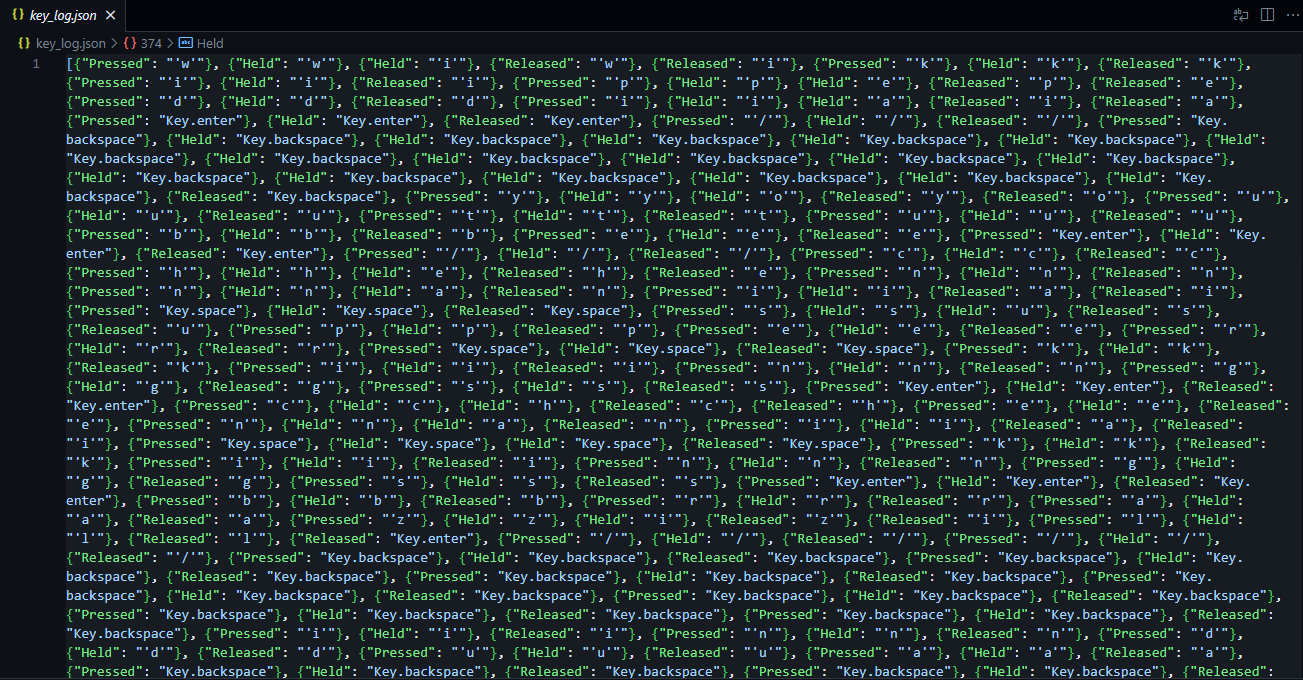 {} key_log.json ×
{} key_log.json > {} 374 > abc Held
1 [{"Pressed": "'w'"}, {"Held": "'w'"}, {"Held": "'i'"}, {"Released": "'w'"}, {"Released": "'i'"}, {"Pressed": "'k'"}, {"Held": "'k'"}, {"Released": "'k'"},
{"Pressed": "'i'"}, {"Held": "'i'"}, {"Released": "'i'"}, {"Pressed": "'p'"}, {"Held": "'p'"}, {"Held": "'e'"}, {"Released": "'p'"}, {"Released": "'e'"},
{"Pressed": "'d'"}, {"Held": "'d'"}, {"Released": "'d'"}, {"Pressed": "'i'"}, {"Held": "'i'"}, {"Held": "'a'"}, {"Released": "'i'"}, {"Released": "'a'"},
{"Pressed": "Key.enter"}, {"Held": "Key.enter"}, {"Released": "Key.enter"}, {"Pressed": "'/'"}, {"Held": "'/'"}, {"Released": "'/'"}, {"Pressed": "Key.
backspace"}, {"Held": "Key.backspace"}, {"Held": "Key.backspace"}, {"Held": "Key.backspace"}, {"Held": "Key.backspace"}, {"Held": "Key.backspace"}, {"Held":
"Key.backspace"}, {"Held": "Key.backspace"}, {"Held": "Key.backspace"}, {"Held": "Key.backspace"}, {"Held": "Key.backspace"}, {"Held": "Key.backspace"},
{"Held": "Key.backspace"}, {"Held": "Key.backspace"}, {"Held": "Key.backspace"}, {"Held": "Key.backspace"}, {"Held": "Key.backspace"}, {"Held": "Key.
backspace"}, {"Released": "Key.backspace"}, {"Pressed": "'y'"}, {"Held": "'y'"}, {"Held": "'o'"}, {"Released": "'y'"}, {"Released": "'o'"}, {"Pressed": "'u'"},
{"Held": "'u'"}, {"Released": "'u'"}, {"Pressed": "'t'"}, {"Held": "'t'"}, {"Released": "'t'"}, {"Pressed": "'u'"}, {"Held": "'u'"}, {"Released": "'u'"},
{"Pressed": "'b'"}, {"Held": "'b'"}, {"Released": "'b'"}, {"Pressed": "'e'"}, {"Held": "'e'"}, {"Released": "'e'"}, {"Pressed": "Key.enter"}, {"Held": "Key.
enter"}, {"Released": "Key.enter"}, {"Pressed": "'/'"}, {"Held": "'/'"}, {"Released": "'/'"}, {"Pressed": "'c'"}, {"Held": "'c'"}, {"Released": "'c'"},
{"Pressed": "'h'"}, {"Held": "'h'"}, {"Held": "'e'"}, {"Released": "'h'"}, {"Released": "'e'"}, {"Pressed": "'n'"}, {"Held": "'n'"}, {"Released": "'n'"},
{"Pressed": "'n'"}, {"Held": "'n'"}, {"Held": "'a'"}, {"Released": "'n'"}, {"Pressed": "'i'"}, {"Held": "'i'"}, {"Released": "'a'"}, {"Released": "'i'"},
{"Pressed": "Key.space"}, {"Held": "Key.space"}, {"Released": "Key.space"}, {"Pressed": "'s'"}, {"Held": "'s'"}, {"Held": "'u'"}, {"Released": "'s'"},
{"Released": "'u'"}, {"Pressed": "'p'"}, {"Held": "'p'"}, {"Released": "'p'"}, {"Pressed": "'e'"}, {"Held": "'e'"}, {"Released": "'e'"}, {"Pressed": "'r'"},
{"Held": "'r'"}, {"Released": "'r'"}, {"Pressed": "Key.space"}, {"Held": "Key.space"}, {"Released": "Key.space"}, {"Pressed": "'k'"}, {"Held": "'k'"},
{"Released": "'k'"}, {"Pressed": "'i'"}, {"Held": "'i'"}, {"Released": "'i'"}, {"Pressed": "'n'"}, {"Held": "'n'"}, {"Released": "'n'"}, {"Pressed": "'g'"},
{"Held": "'g'"}, {"Released": "'g'"}, {"Pressed": "'s'"}, {"Held": "'s'"}, {"Released": "'s'"}, {"Pressed": "Key.enter"}, {"Held": "Key.enter"}, {"Released":
"Key.enter"}, {"Pressed": "'c'"}, {"Held": "'c'"}, {"Held": "'h'"}, {"Released": "'c'"}, {"Released": "'h'"}, {"Pressed": "'e'"}, {"Held": "'e'"}, {"Released":
"'e'"}, {"Pressed": "'n'"}, {"Held": "'n'"}, {"Held": "'a'"}, {"Released": "'n'"}, {"Pressed": "'i'"}, {"Held": "'i'"}, {"Released": "'a'"}, {"Released":
"'i'"}, {"Pressed": "Key.space"}, {"Held": "Key.space"}, {"Held": "Key.space"}, {"Released": "Key.space"}, {"Pressed": "'k'"}, {"Held": "'k'"}, {"Released":
"'k'"}, {"Pressed": "'i'"}, {"Held": "'i'"}, {"Released": "'i'"}, {"Pressed": "'n'"}, {"Held": "'n'"}, {"Released": "'n'"}, {"Pressed": "'g'"}, {"Held":
"'g'"}, {"Released": "'g'"}, {"Pressed": "'s'"}, {"Held": "'s'"}, {"Released": "'s'"}, {"Pressed": "Key.enter"}, {"Held": "Key.enter"}, {"Released": "Key.
enter"}, {"Pressed": "'b'"}, {"Held": "'b'"}, {"Released": "'b'"}, {"Pressed": "'r'"}, {"Held": "'r'"}, {"Released": "'r'"}, {"Pressed": "'a'"}, {"Held":
"'a'"}, {"Released": "'a'"}, {"Pressed": "'z'"}, {"Held": "'z'"}, {"Held": "'i'"}, {"Released": "'z'"}, {"Released": "'i'"}, {"Pressed": "'l'"}, {"Held":
"'l'"}, {"Released": "'l'"}, {"Released": "Key.enter"}, {"Pressed": "'/'"}, {"Held": "'/'"}, {"Released": "'/'"}, {"Pressed": "'/'"}, {"Held": "'/'"},
{"Released": "'/'"}, {"Pressed": "Key.backspace"}, {"Held": "Key.backspace"}, {"Released": "Key.backspace"}, {"Pressed": "Key.backspace"}, {"Held": "Key.
backspace"}, {"Released": "Key.backspace"}, {"Pressed": "Key.backspace"}, {"Held": "Key.backspace"}, {"Released": "Key.backspace"}, {"Pressed": "Key.
backspace"}, {"Held": "Key.backspace"}, {"Released": "Key.backspace"}, {"Pressed": "Key.backspace"}, {"Held": "Key.backspace"}, {"Released": "Key.backspace"},
{"Pressed": "Key.backspace"}, {"Held": "Key.backspace"}, {"Released": "Key.backspace"}, {"Pressed": "Key.backspace"}, {"Held": "Key.backspace"}, {"Released":
"Key.backspace"}, {"Pressed": "'i'"}, {"Held": "'i'"}, {"Released": "'i'"}, {"Pressed": "'n'"}, {"Held": "'n'"}, {"Released": "'n'"}, {"Pressed": "'d'"},
{"Held": "'d'"}, {"Released": "'d'"}, {"Pressed": "'u'"}, {"Held": "'u'"}, {"Released": "'u'"}, {"Pressed": "'a'"}, {"Held": "'a'"}, {"Released": "'a'"},
{"Pressed": "Key.backspace"}, {"Held": "Key.backspace"}, {"Released": "Key.backspace"}, {"Pressed": "Key.backspace"}, {"Held": "Key.backspace"}, {"Released":